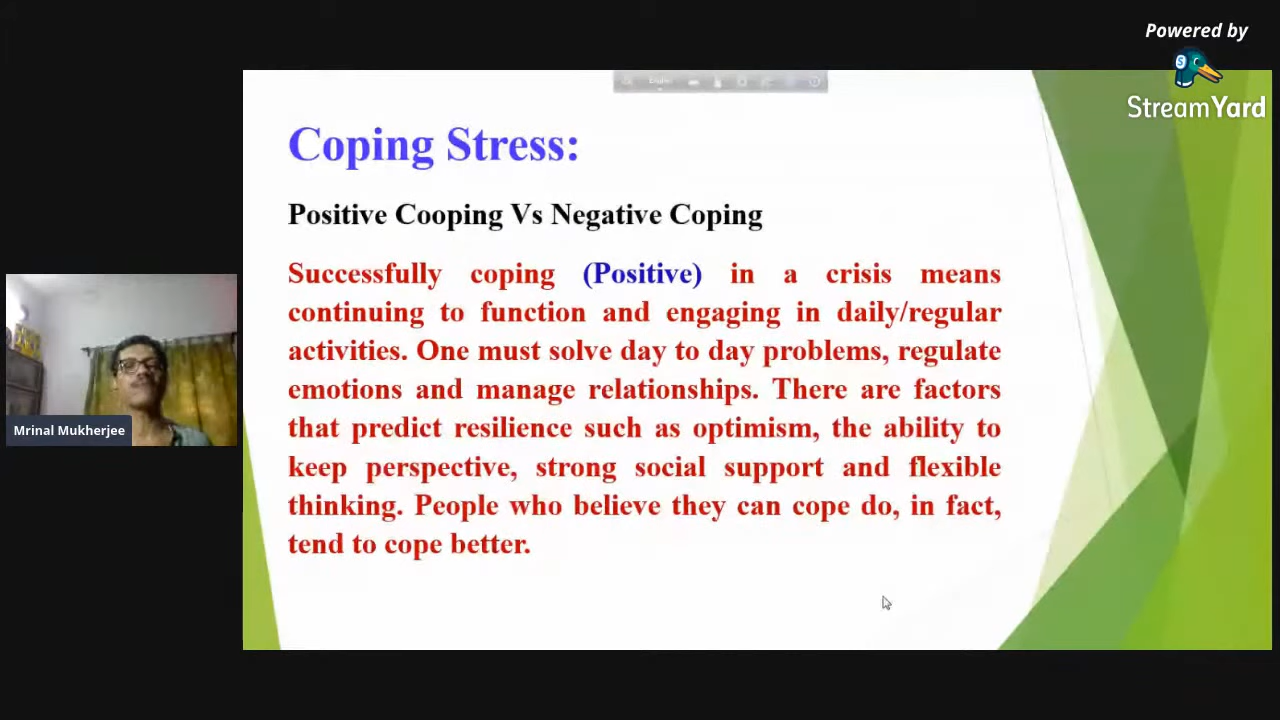 Powered by
StreamYard
Coping Stress:
Positive Cooping Vs Negative Coping
Successfully coping (Positive) in a crisis means
continuing to function and engaging in daily/regular
activities. One must solve day to day problems, regulate
emotions and manage relationships. There are factors
that predict resilience such as optimism, the ability to
keep perspective, strong social support and flexible
thinking. People who believe they can cope do, in fact,
tend to cope better.
Mrinal Mukherjee